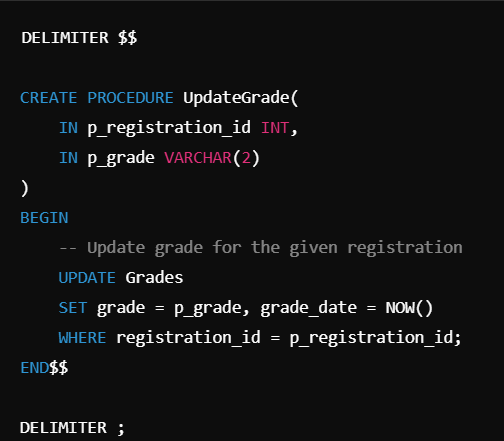 DELIMITER $$
CREATE PROCEDURE UpdateGrade(
IN p_registration_id INT,
IN p_grade VARCHAR(2)
)
BEGIN
-- Update grade for the given registration
UPDATE Grades
SET grade = p_grade, grade_date = NOW()
WHERE registration_id = p_registration_id;
END$$
DELIMITER ;